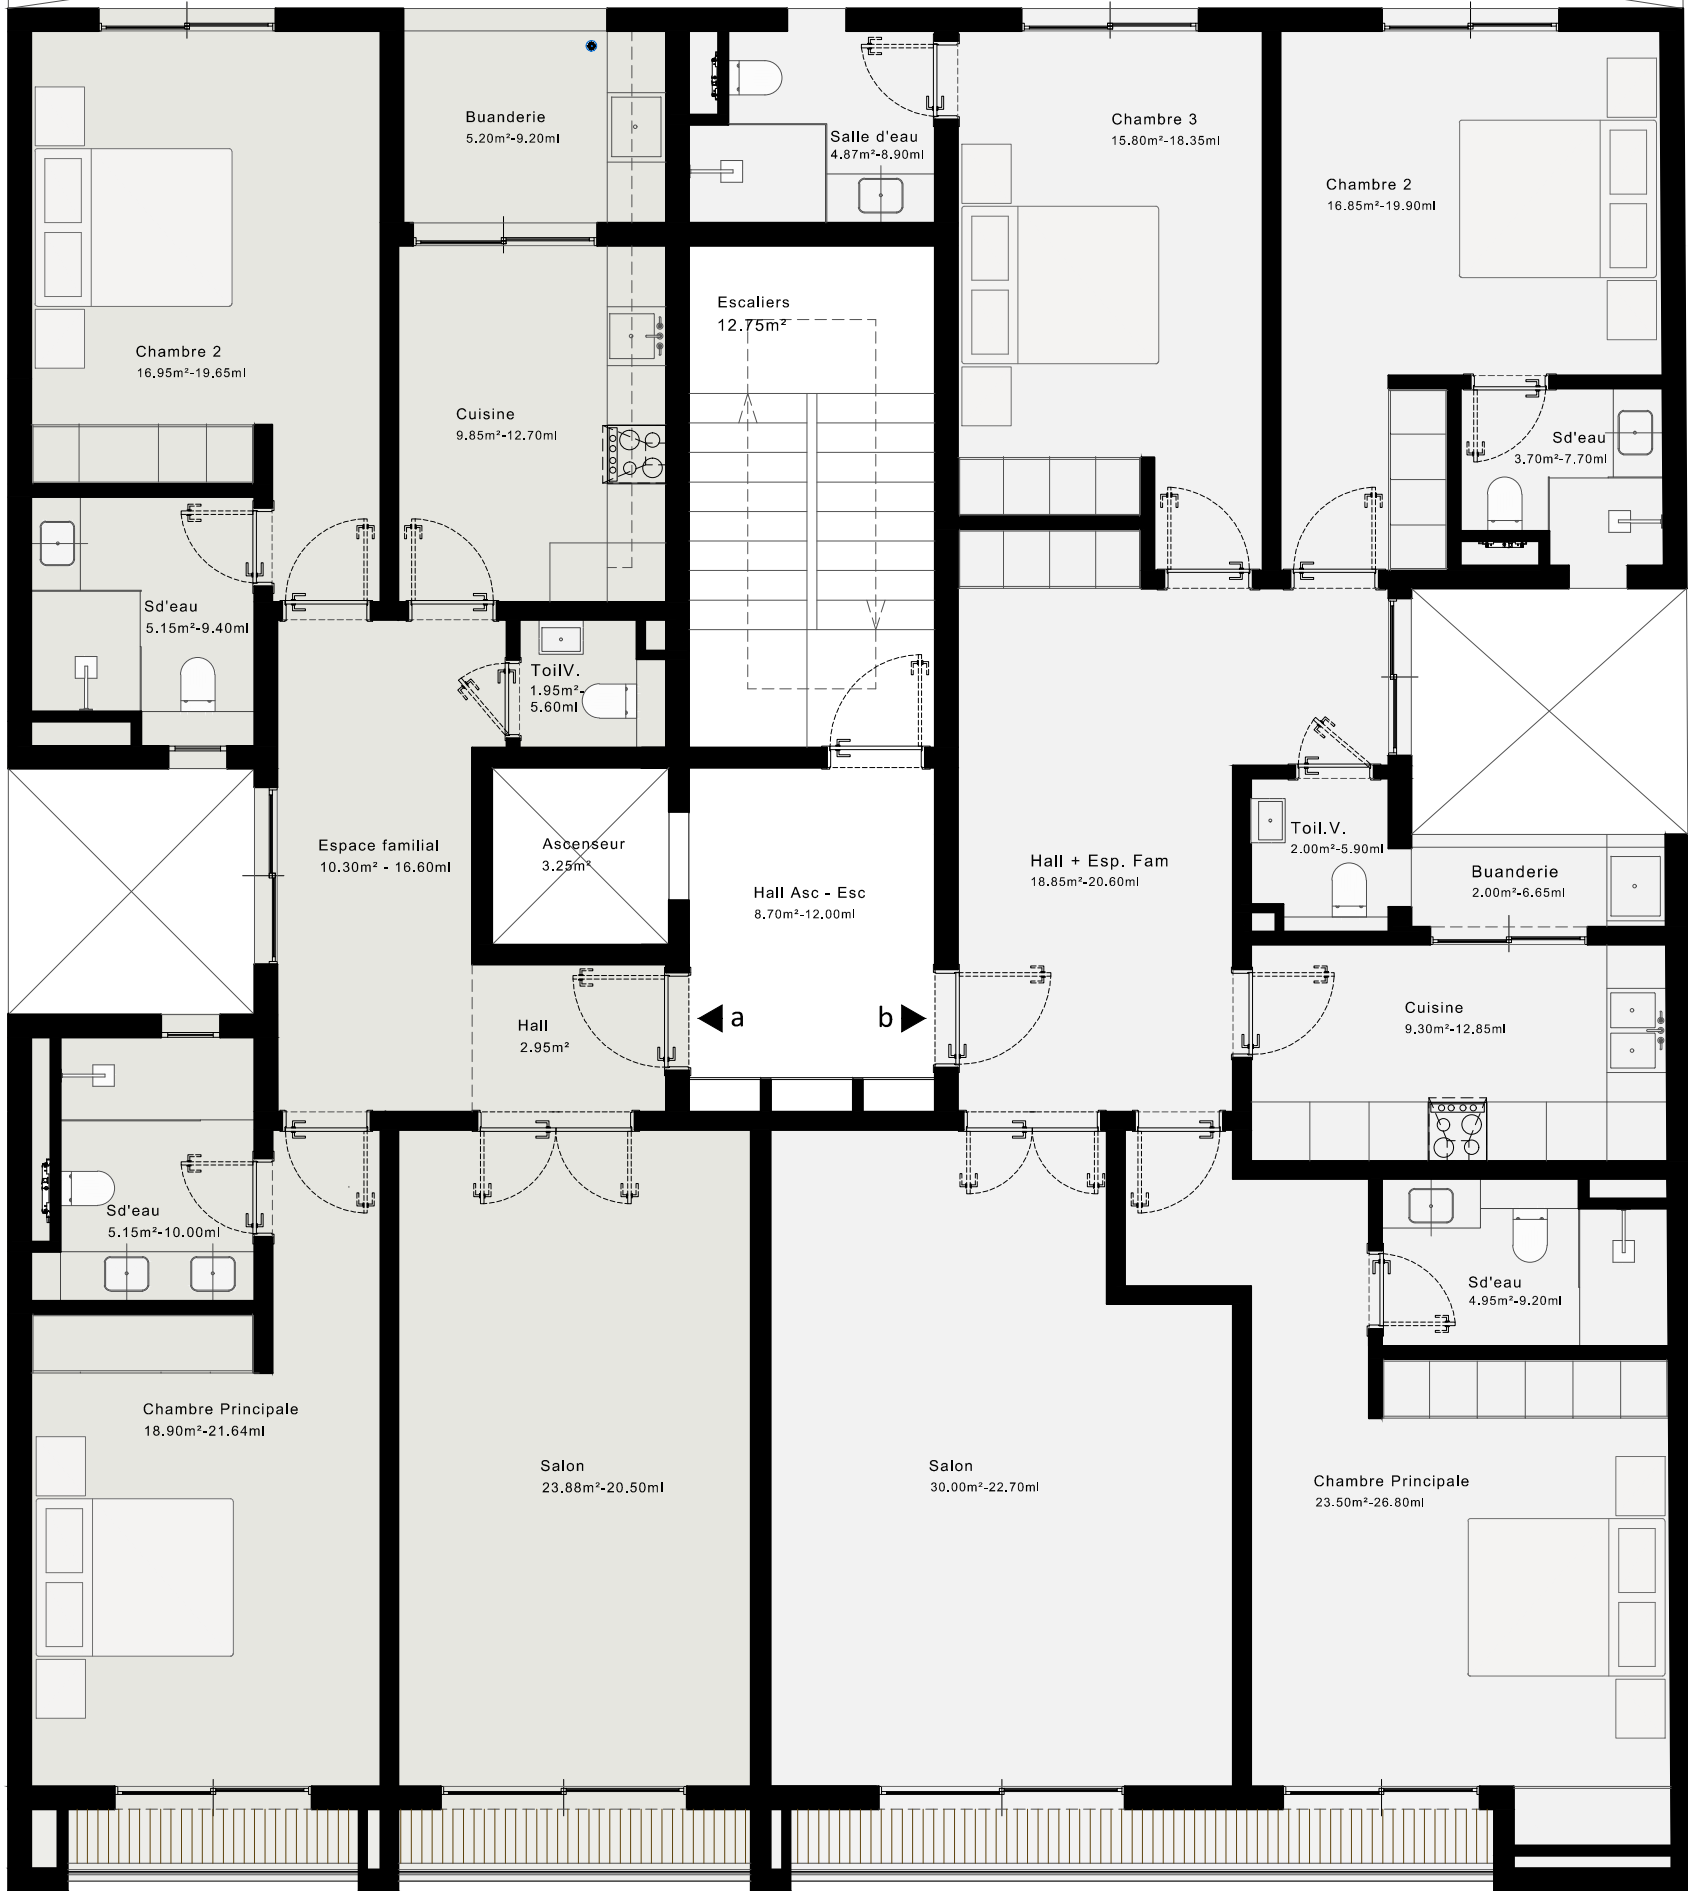 Buanderie
5.20m²-9.20ml
Salle d'eau
4.87m²-8.90ml
Chambre 3
15.80m²-18.35ml
Chambre 2
16.85m²-19.90ml
Escaliers
12.75m²
Chambre 2
16.95m²-19.65ml
Cuisine
9.85m²-12.70ml
Sd'eau
3.70m²-7.70ml
Sd'eau
5.15m²-9.40ml
ToilV.
1.95m²-
5.60ml
Espace familial
10.30m² - 16.60ml
Ascenseur
3.25m²
Hall Asc - Esc
8.70m²-12.00ml
Hall + Esp. Fam
18.85m²-20.60ml
Toil.V.
2.00m²-5.90ml
Buanderie
2.00m²-6.65ml
Hall
2.95m²
a
b
Cuisine
9.30m²-12.85ml
Sd'eau
5.15m²-10.00ml
Sd'eau
4.95m²-9.20ml
Chambre Principale
18.90m²-21.64ml
Salon
23.88m²-20.50ml
Salon
30.00m²-22.70ml
Chambre Principale
23.50m²-26.80ml